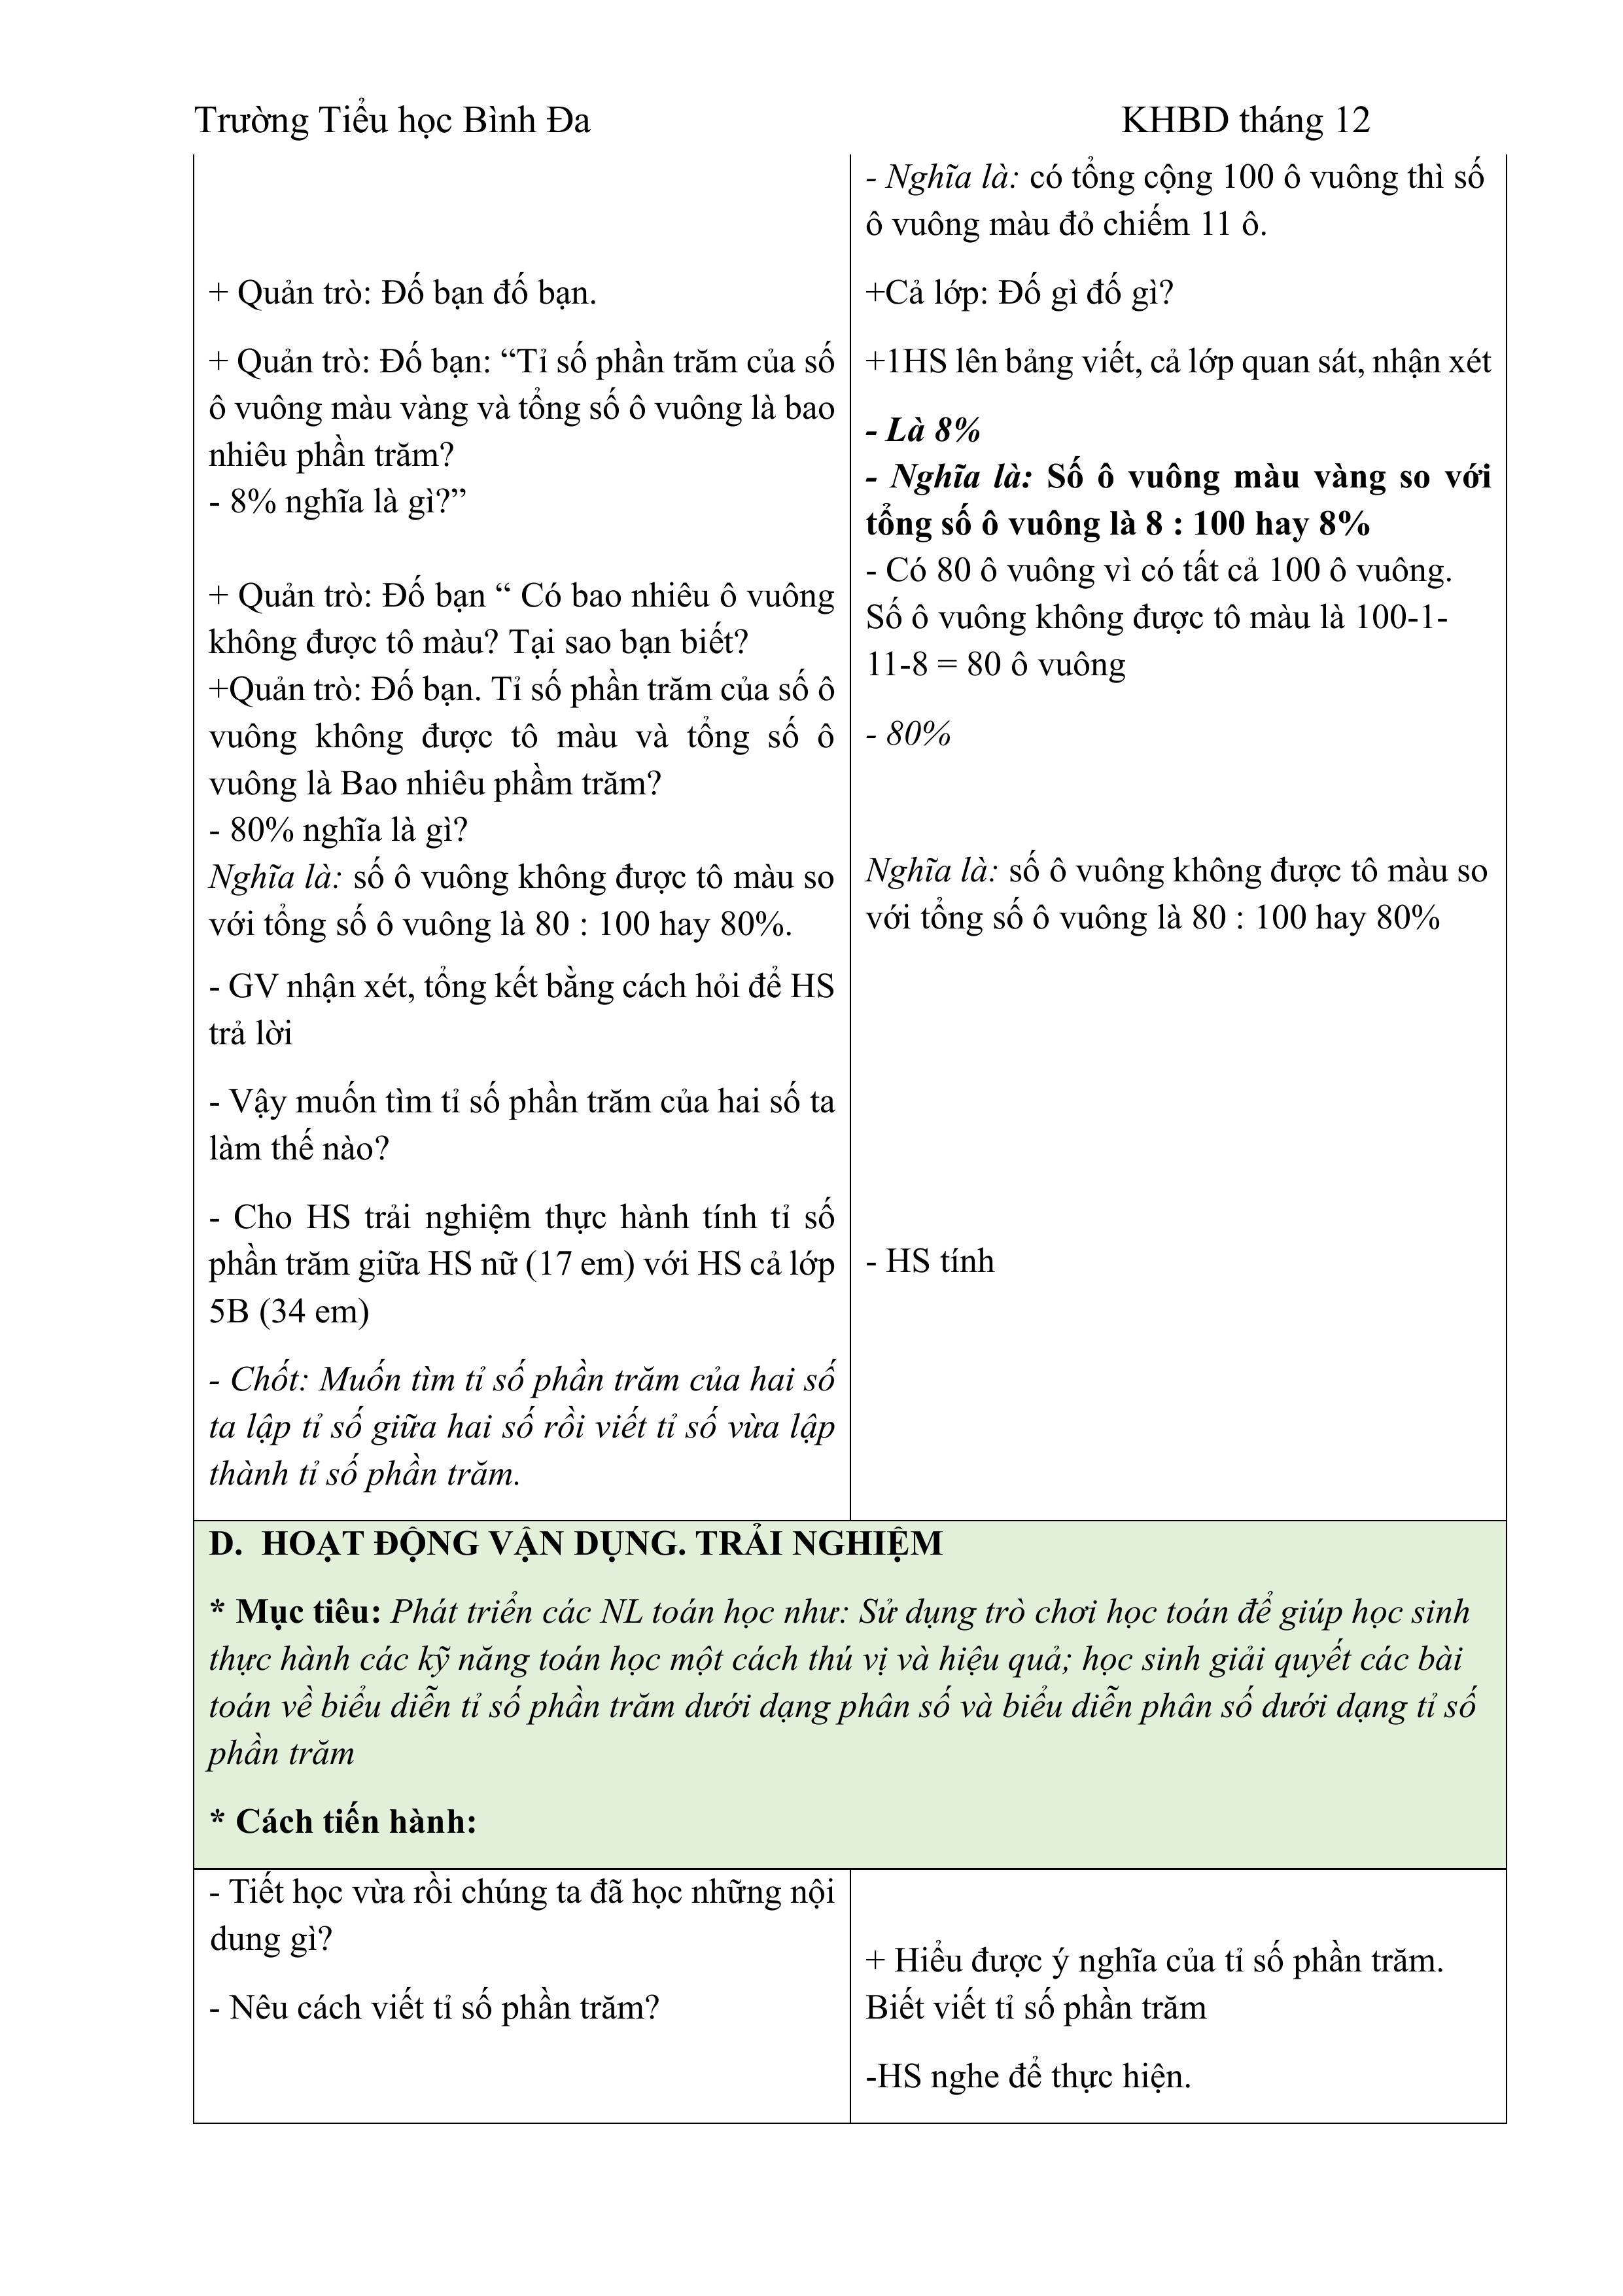 Trường Tiểu học Bình Đa
KHBD tháng 12
- Nghĩa là: có tổng cộng 100 ô vuông thì số
ô vuông màu đỏ chiếm 11 ô.
+ Quản trò: Đố bạn đố bạn.
+ Quản trò: Đố bạn: “Tỉ số phần trăm của số
ô vuông màu vàng và tổng số ô vuông là bao
nhiêu phần trăm?
- 8% nghĩa là gì?”
+ Quản trò: Đố bạn “ Có bao nhiêu ô vuông
không được tô màu? Tại sao bạn biết?
+Quản trò: Đố bạn. Tỉ số phần trăm của số ô
vuông không được tô màu và tổng số ô
vuông là Bao nhiêu phầm trăm?
- 80% nghĩa là gì?
Nghĩa là: số ô vuông không được tô màu so
với tổng số ô vuông là 80 : 100 hay 80%.
- GV nhận xét, tổng kết bằng cách hỏi để HS
trả lời
- Vậy muốn tìm tỉ số phần trăm của hai số ta
làm thế nào?
- Cho HS trải nghiệm thực hành tính tỉ số
phần trăm giữa HS nữ (17 em) với HS cả lớp
5B (34 em)
- Chốt: Muốn tìm tỉ số phần trăm của hai số
ta lập tỉ số giữa hai số rồi viết tỉ số vừa lập
thành tỉ số phần trăm.
+Cả lớp: Đố gì đố gì?
+1HS lên bảng viết, cả lớp quan sát, nhận xét
- Là 8%
- Nghĩa là: Số ô vuông màu vàng so với
tổng số ô vuông là 8 : 100 hay 8%
- Có 80 ô vuông vì có tất cả 100 ô vuông.
Số ô vuông không được tô màu là 100-1-
11-8 = 80 ô vuông
- 80%
Nghĩa là: số ô vuông không được tô màu so
với tổng số ô vuông là 80 : 100 hay 80%
- HS tính
D. HOẠT ĐỘNG VẬN DỤNG. TRẢI NGHIỆM
* Mục tiêu: Phát triển các NL toán học như: Sử dụng trò chơi học toán để giúp học sinh
thực hành các kỹ năng toán học một cách thú vị và hiệu quả; học sinh giải quyết các bài
toán về biểu diễn tỉ số phần trăm dưới dạng phân số và biểu diễn phân số dưới dạng tỉ số
phần trăm
* Cách tiến hành:
- Tiết học vừa rồi chúng ta đã học những nội
dung gì?
- Nêu cách viết tỉ số phần trăm?
+ Hiểu được ý nghĩa của tỉ số phần trăm.
Biết viết tỉ số phần trăm
-HS nghe để thực hiện.